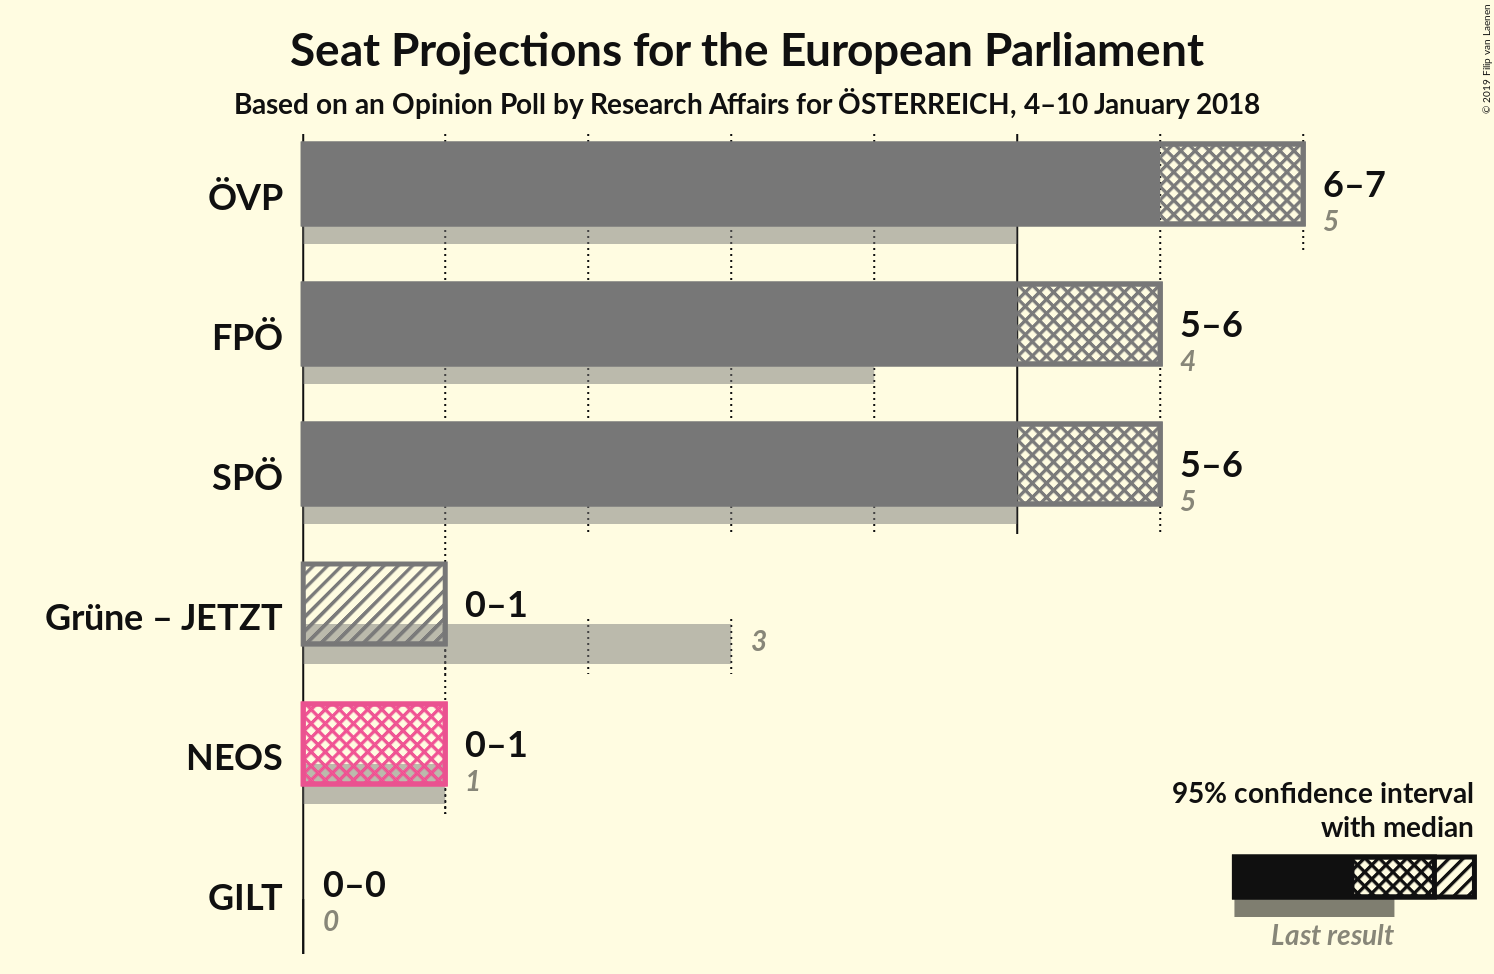 Seat Projections for the European Parliament
Based on an Opinion Poll by Research Affairs for ÖSTERREICH, 4–10 January 2018
© 2019 Filip van Laenen
ÖVP
6–7
5
FPÖ
5–6
4
SPÖ
5–6
5
Grüne – JETZT
0–1
3
NEOS
0–1
1
GILT
0–0
0
95% confidence interval
with median
Last result